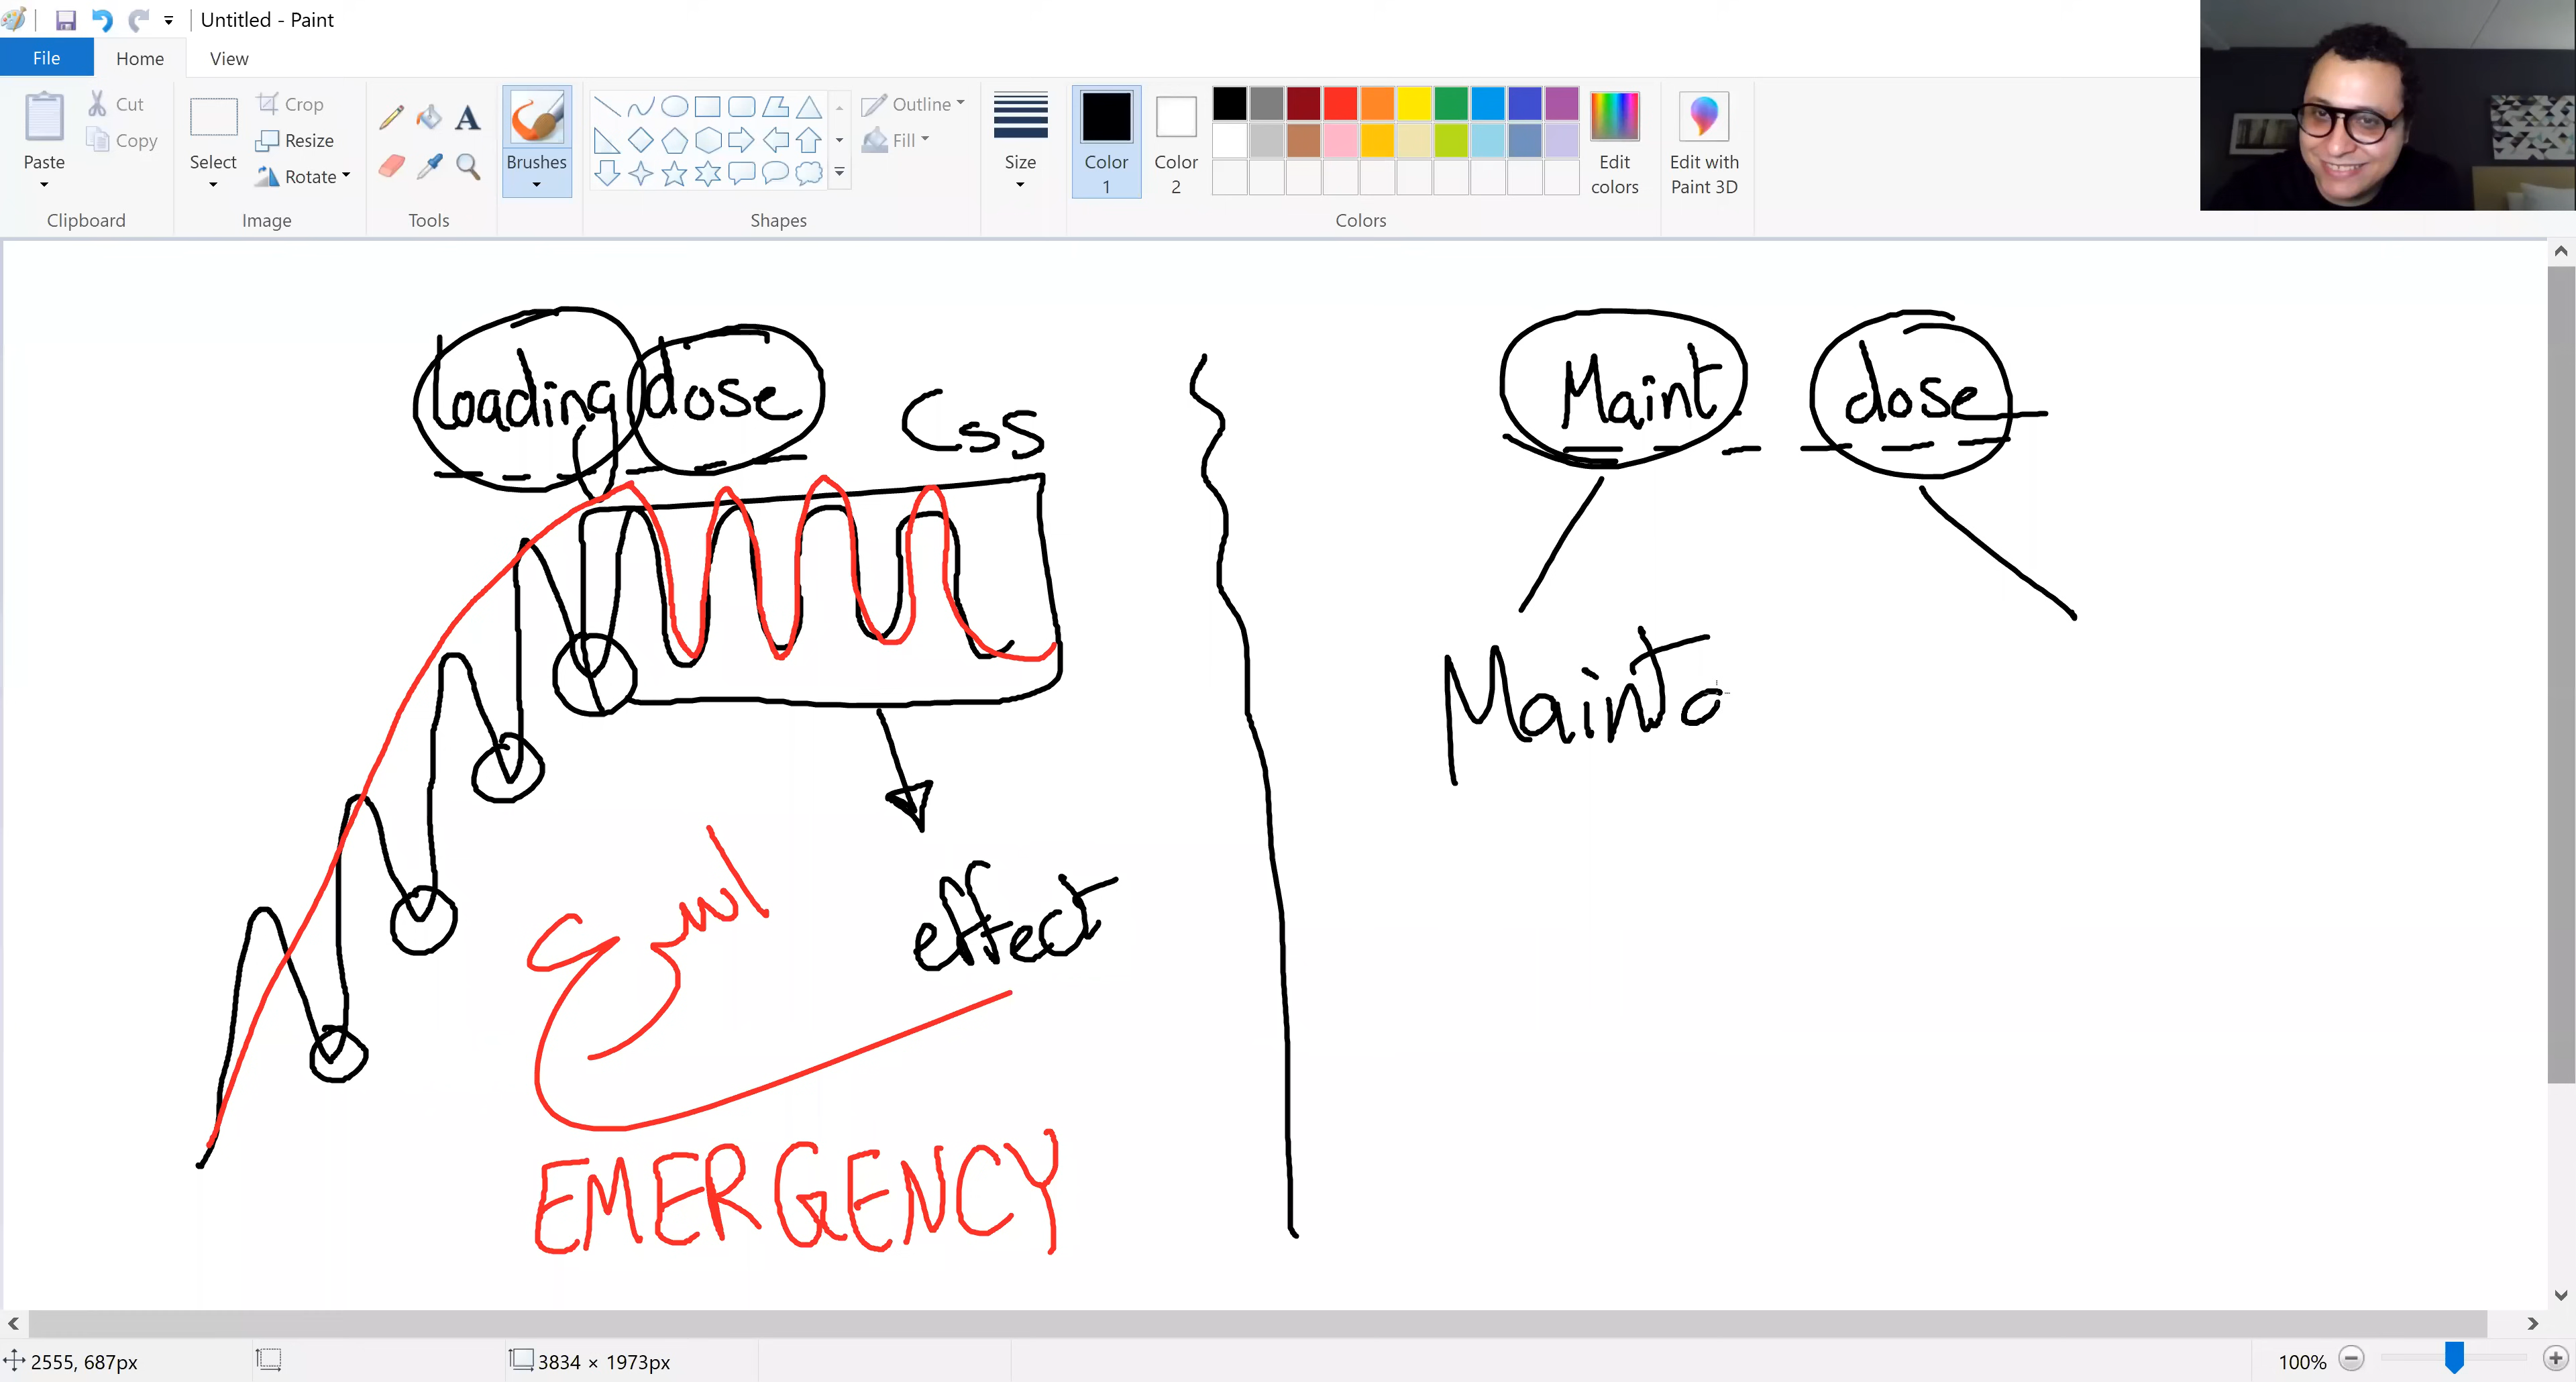 Untitled - Paint
File Home View
Paste
Cut
Copy
Clipboard
Select
Crop
Resize
Rotate
Image
A
Tools
Brushes
Outline
Fill
Shapes
Size
Color 1
Color 2
Colors
Edit colors
Edit with Paint 3D
loading dose
Css
effect
EMERGENCY
Maint. dose
Mainta
2555, 687px
3834 × 1973px
100%